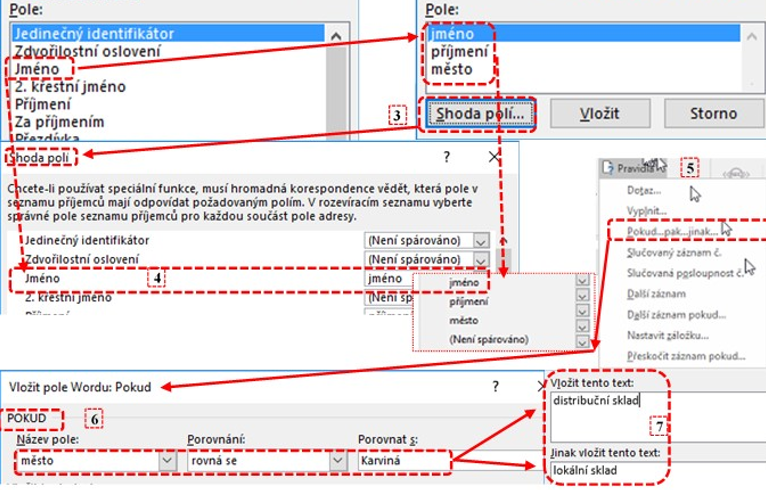 Pole:
Jedinečný identifikátor
Zdvořilostní oslovení
Jméno
2. křestní jméno
Příjmení
Za příjmením
Přezdívka
Pole:
jméno
příjmení
město
3
Shoda polí...
Vložit
Storno
Shoda polí
?
Chcete-li používat speciální funkce, musí hromadná korespondence vědět, která pole v
seznamu příjemců mají odpovídat požadovaným polím. V rozevíracím seznamu vyberte
správné pole seznamu příjemců pro každou součást pole adresy.
Jedinečný identifikátor (Není spárováno)
Zdvořilostní oslovení (Není spárováno)
Jméno 4 jméno
2. křestní jméno (Není sp
jméno
příjmení
město
(Není spárováno)
Pravidla 5
Dotaz...
Vyplnit...
Pokud...pak...jinak...
Slučovaný záznam č.
Slučovaná posloupnost č.
Další záznam
Další záznam pokud...
Nastavit záložku...
Přeskočit záznam pokud...
Vložit pole Wordu: Pokud ?
POKUD 6
Název pole: Porovnání: Porovnat s:
město rovná se Karviná
Vložit tento text:
distribuční sklad
7
Jinak vložit tento text:
lokální sklad